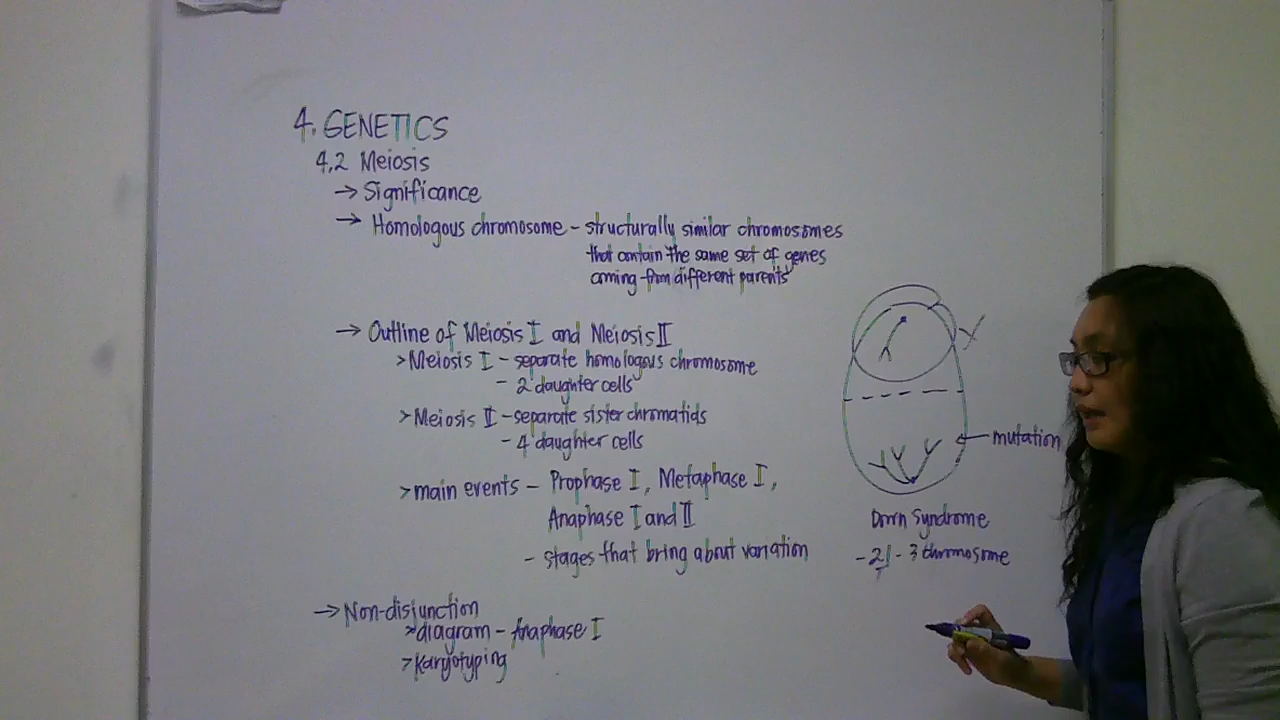 4. GENETICS
4.2 Meiosis
→ Significance
→ Homologous chromosome - structurally similar chromosomes
that contain the same set of genes
coming from different parents
→ Outline of Meiosis I and Meiosis II
> Meiosis I - separate homologous chromosome
- 2 daughter cells
> Meiosis II - separate sister chromatids
- 4 daughter cells
> main events - Prophase I, Metaphase I,
Anaphase I and II
- stages that bring about variation
→ Non-disjunction
> diagram - Anaphase I
> Karyotyping
mutation
Down Syndrome
- 21 - 3 chromosome